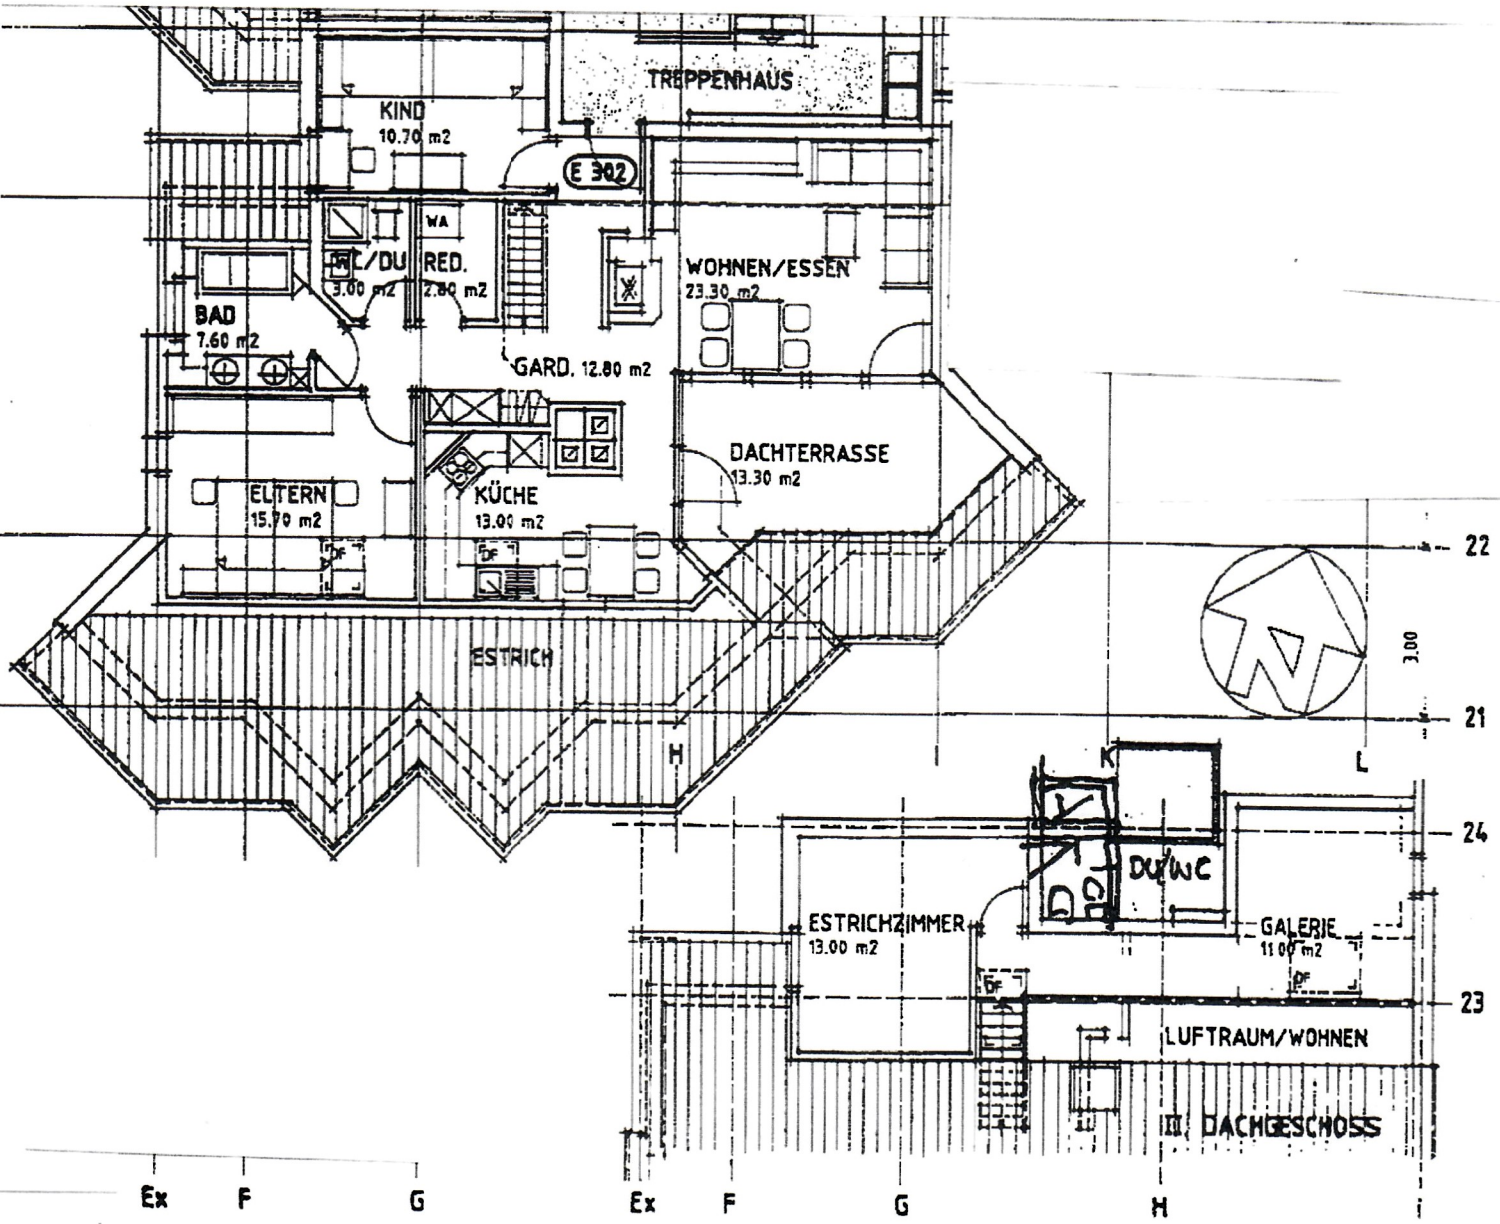 TREPPENHAUS
KIND
10.70 m2
E 302
WA
WC/DU
3.00 m2
RED.
2.80 m2
WOHNEN/ESSEN
23.30 m2
BAD
7.60 m2
GARD. 12.80 m2
DACHTERRASSE
13.30 m2
ELTERN
15.70 m2
KÜCHE
13.00 m2
DF
DF
22
N
3.00
ESTRICH
21
H
K
L
24
DU/WC
ESTRICHZIMMER
13.00 m2
GALERIE
11.00 m2
DF
DF
23
LUFTRAUM/WOHNEN
II. DACHGESCHOSS
Ex F G Ex F G H i